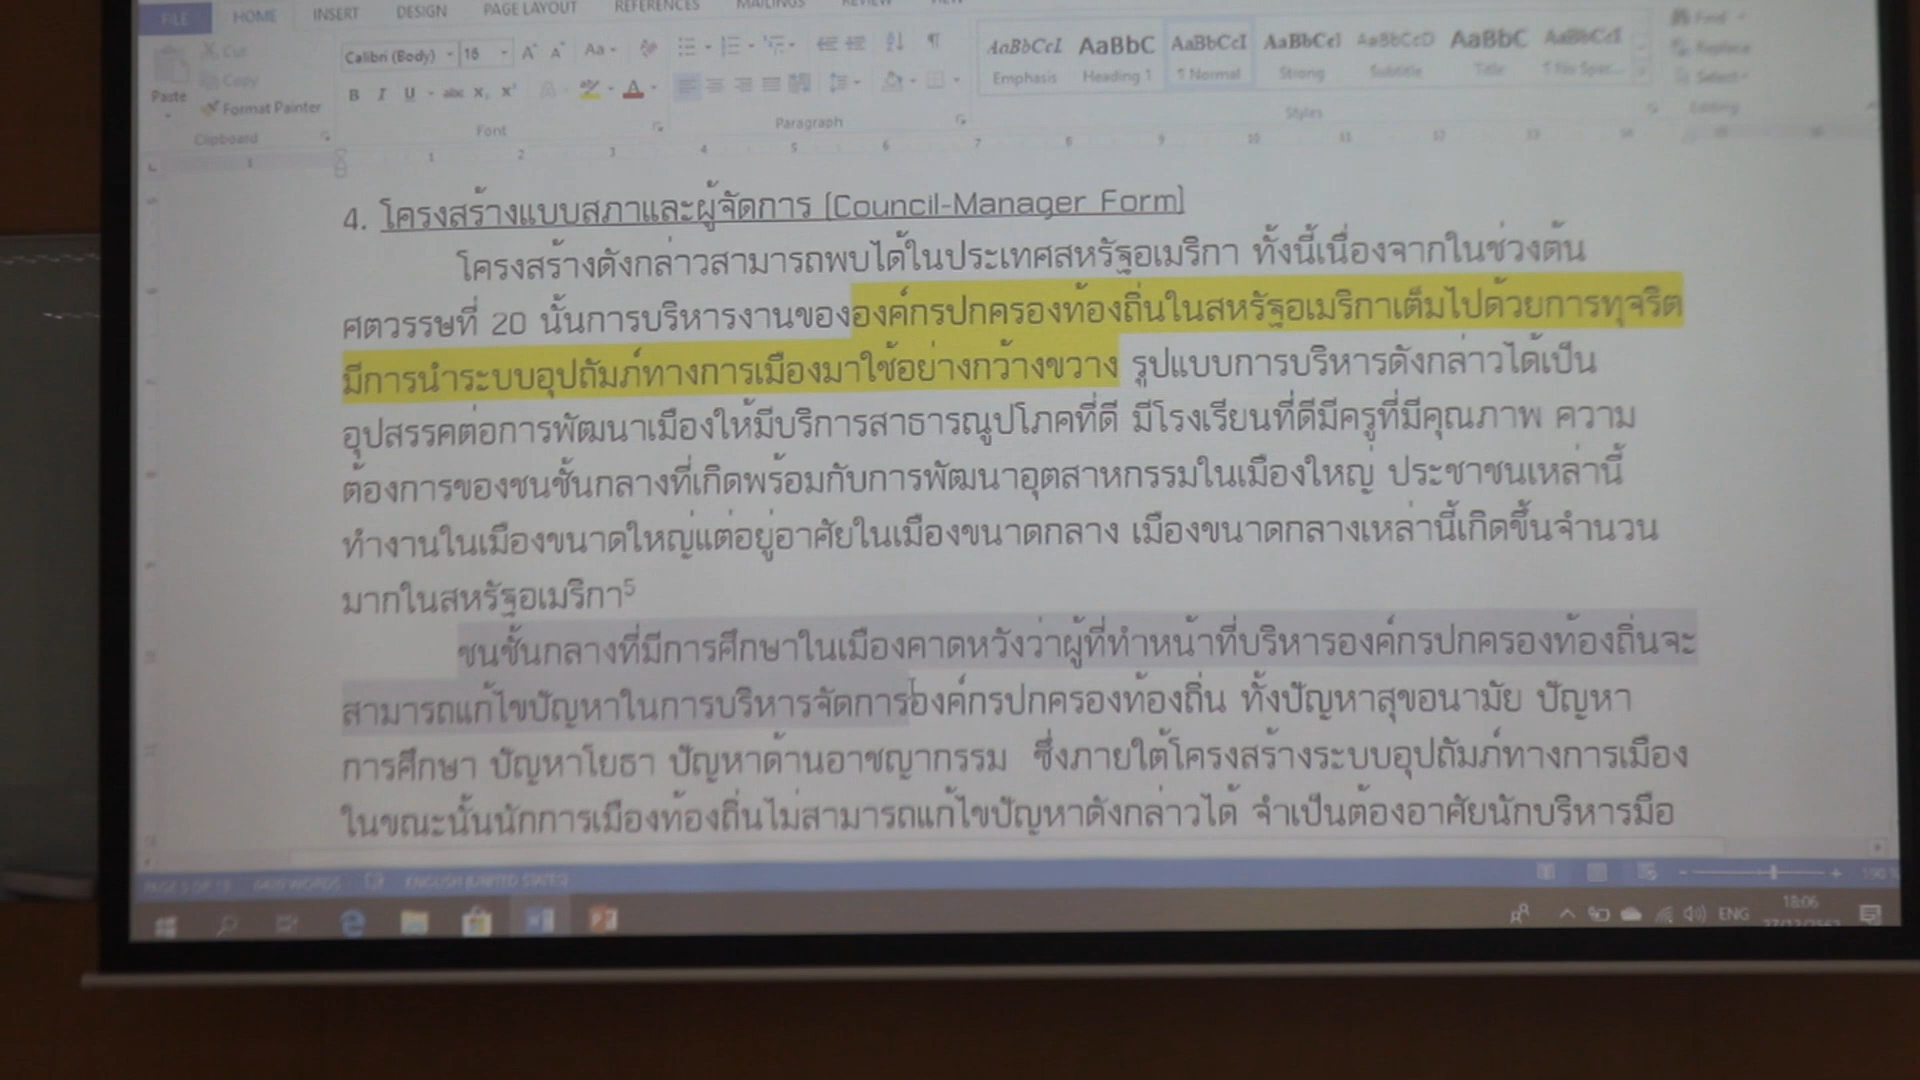 FILE HOME INSERT DESIGN PAGE LAYOUT REFERENCES MAILINGS REVIEW VIEW
Cut
Copy
Paste
Format Painter
Clipboard
Calibri (Body) 16
Font
Paragraph
AaBbCcI AaBbC AaBbCcI AaBbCcI AaBbCcD AaBbC AaBbCcI
Emphasis Heading 1 ¶ Normal Strong Subtitle Title ¶ No Spac...
Styles
Find
Replace
Select
Editing
4. โครงสร้างแบบสภาและผู้จัดการ (Council-Manager Form)
โครงสร้างดังกล่าวสามารถพบได้ในประเทศสหรัฐอเมริกา ทั้งนี้เนื่องจากในช่วงต้น
ศตวรรษที่ 20 นั้นการบริหารงานขององค์กรปกครองท้องถิ่นในสหรัฐอเมริกาเต็มไปด้วยการทุจริต
มีการนำระบบอุปถัมภ์ทางการเมืองมาใช้อย่างกว้างขวาง รูปแบบการบริหารดังกล่าวได้เป็น
อุปสรรคต่อการพัฒนาเมืองให้มีบริการสาธารณูปโภคที่ดี มีโรงเรียนที่ดีมีครูที่มีคุณภาพ ความ
ต้องการของชนชั้นกลางที่เกิดพร้อมกับการพัฒนาอุตสาหกรรมในเมืองใหญ่ ประชาชนเหล่านี้
ทำงานในเมืองขนาดใหญ่แต่อยู่อาศัยในเมืองขนาดกลาง เมืองขนาดกลางเหล่านี้เกิดขึ้นจำนวน
มากในสหรัฐอเมริกา5
ชนชั้นกลางที่มีการศึกษาในเมืองคาดหวังว่าผู้ที่ทำหน้าที่บริหารองค์กรปกครองท้องถิ่นจะ
สามารถแก้ไขปัญหาในการบริหารจัดการองค์กรปกครองท้องถิ่น ทั้งปัญหาสุขอนามัย ปัญหา
การศึกษา ปัญหาโยธา ปัญหาด้านอาชญากรรม ซึ่งภายใต้โครงสร้างระบบอุปถัมภ์ทางการเมือง
ในขณะนั้นนักการเมืองท้องถิ่นไม่สามารถแก้ไขปัญหาดังกล่าวได้ จำเป็นต้องอาศัยนักบริหารมือ
ENGLISH (UNITED STATES)
ENG 18:06